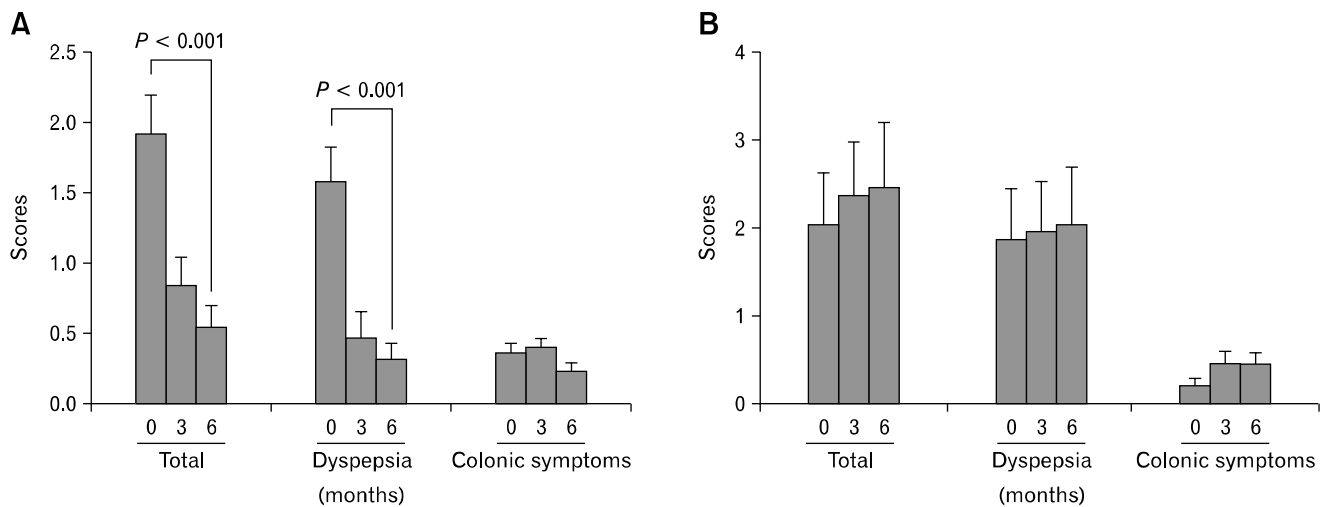 A
2.5
2.0
1.5
1.0
0.5
0.0
Scores
P < 0.001
P < 0.001
0 3 6 0 3 6 0 3 6
Total Dyspepsia Colonic symptoms
(months)
B
4
3
2
1
0
Scores
0 3 6 0 3 6 0 3 6
Total Dyspepsia Colonic symptoms
(months)